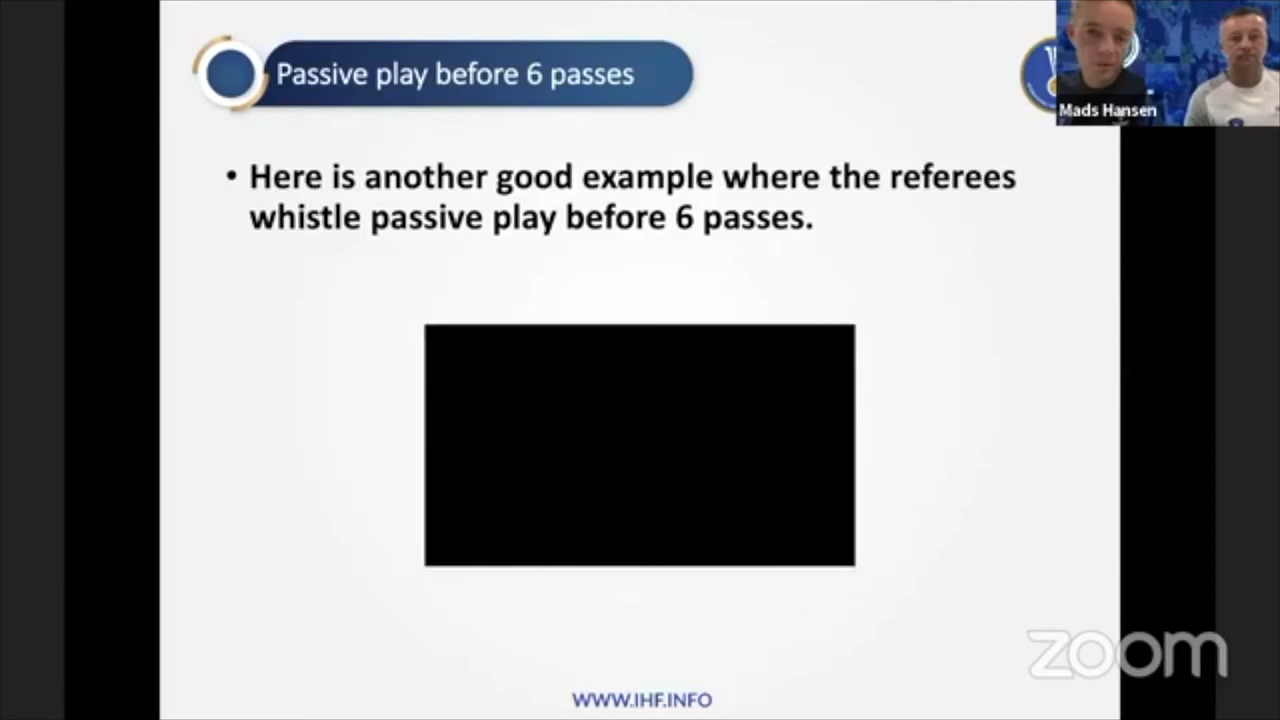 Passive play before 6 passes
Mads Hansen
• Here is another good example where the referees
whistle passive play before 6 passes.
zoom
WWW.IHF.INFO